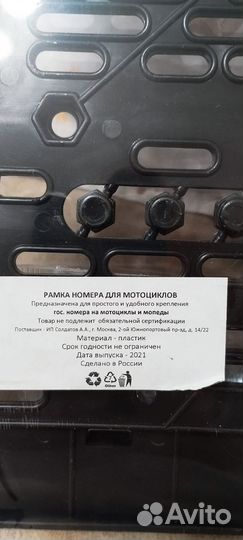 РАМКА НОМЕРА ДЛЯ МОТОЦИКЛОВ
Предназначена для простого и удобного крепления
гос. номера на мотоциклы и мопеды
Товар не подлежит обязательной сертификации
Поставщик - ИП Солдатов А.А., г. Москва, 2-ой Южнопортовый пр-зд, д. 14/22
Материал - пластик
Срок годности не ограничен
Дата выпуска - 2021
Сделано в России
Avito